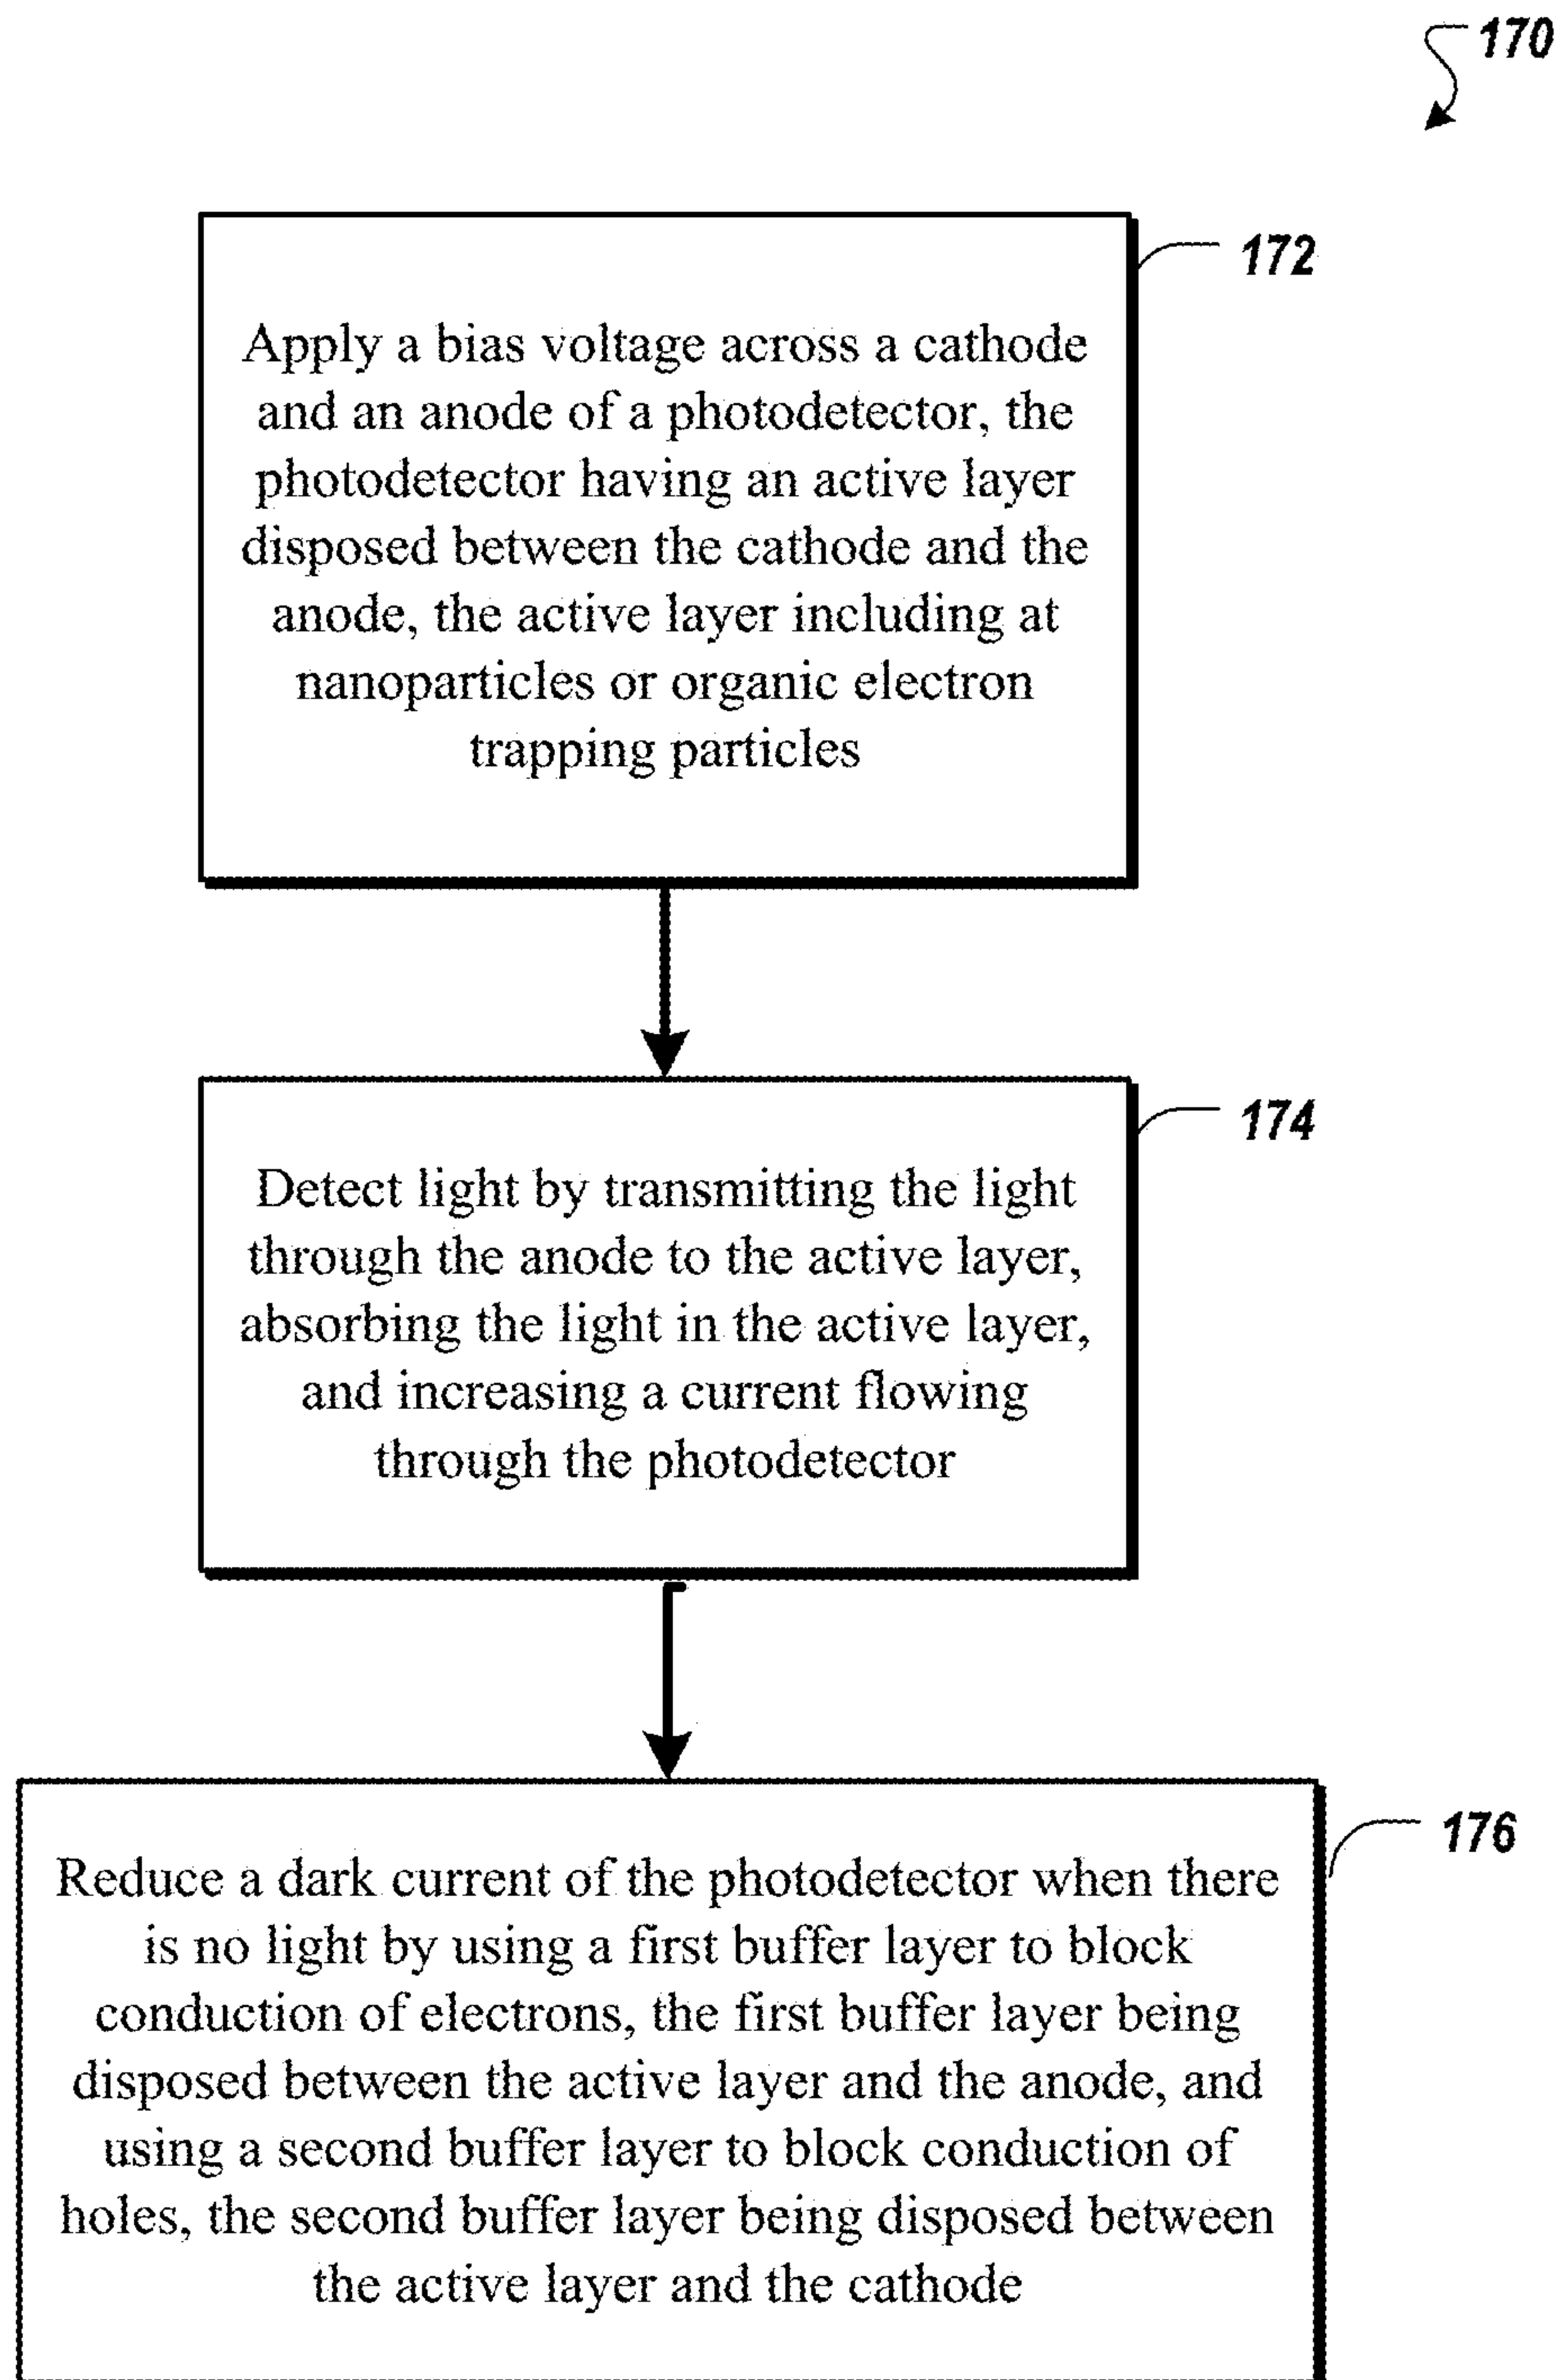 170
172
Apply a bias voltage across a cathode
and an anode of a photodetector, the
photodetector having an active layer
disposed between the cathode and the
anode, the active layer including at
nanoparticles or organic electron
trapping particles
174
Detect light by transmitting the light
through the anode to the active layer,
absorbing the light in the active layer,
and increasing a current flowing
through the photodetector
176
Reduce a dark current of the photodetector when there
is no light by using a first buffer layer to block
conduction of electrons, the first buffer layer being
disposed between the active layer and the anode, and
using a second buffer layer to block conduction of
holes, the second buffer layer being disposed between
the active layer and the cathode